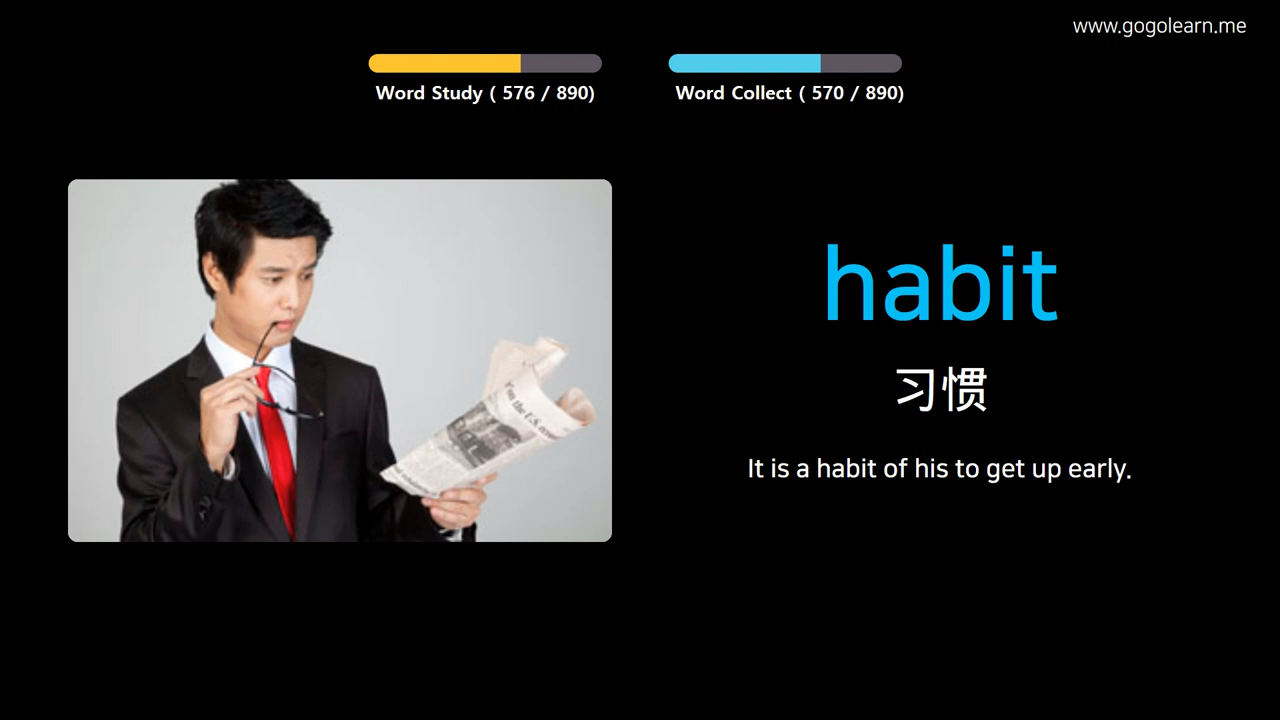 www.gogolearn.me
Word Study ( 576 / 890)
Word Collect ( 570 / 890)
habit
习惯
It is a habit of his to get up early.
the U.S.